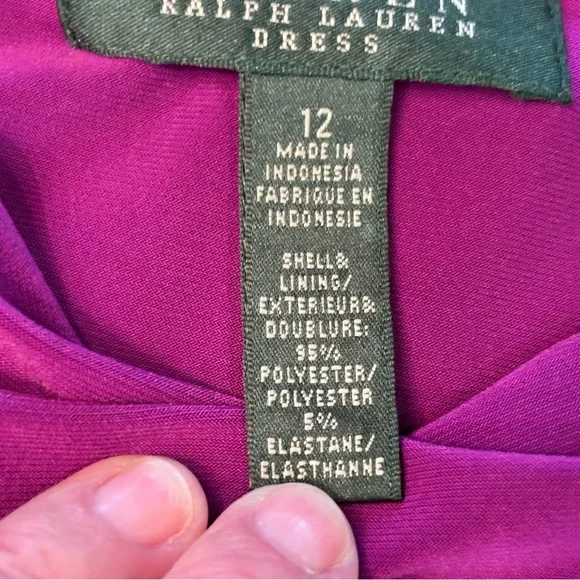 RALPH LAUREN
DRESS
12
MADE IN
INDONESIA
FABRIQUE EN
INDONESIE
SHELL&
LINING/
EXTERIEUR&
DOUBLURE:
95%
POLYESTER/
POLYESTER
5%
ELASTANE/
ELASTHANNE